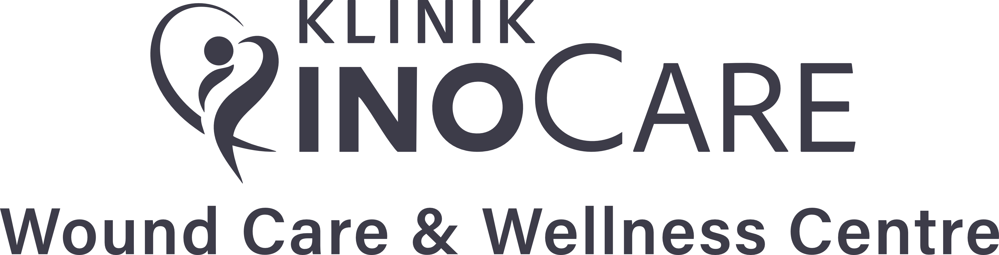 KLINIK
INOCARE
Wound Care & Wellness Centre